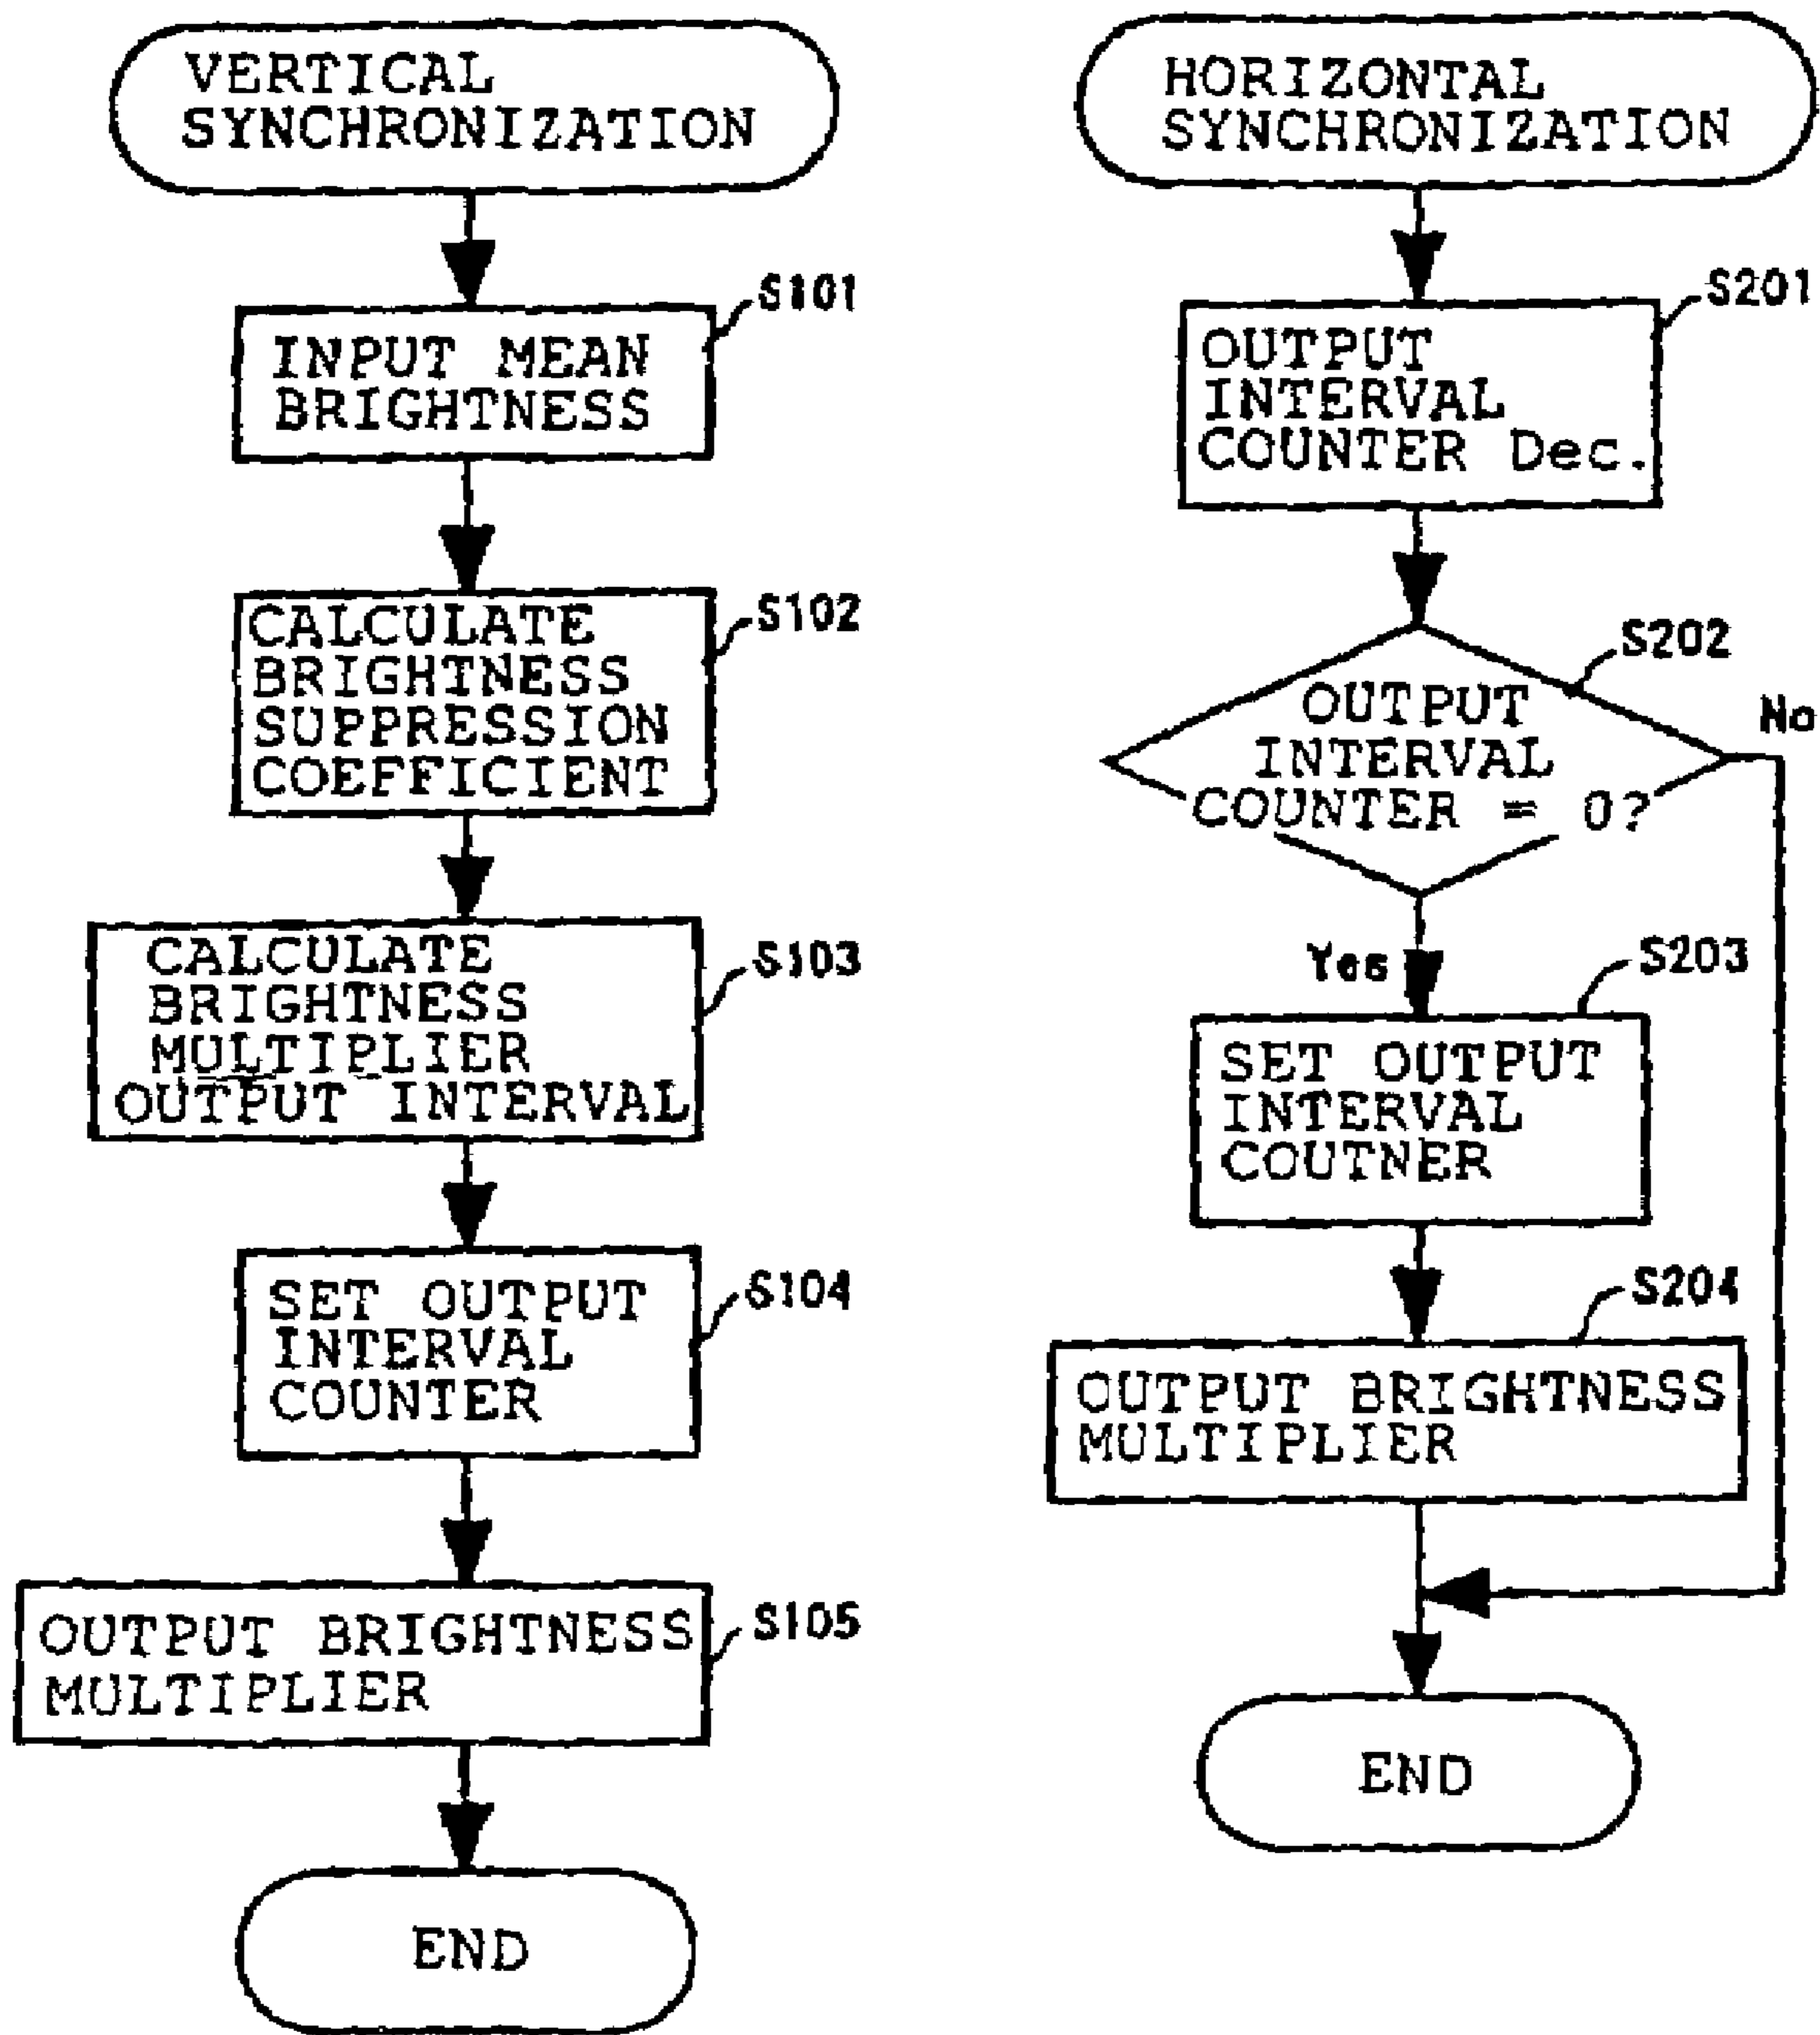 VERTICAL
SYNCHRONIZATION
S101
INPUT MEAN
BRIGHTNESS
S102
CALCULATE
BRIGHTNESS
SUPPRESSION
COEFFICIENT
S103
CALCULATE
BRIGHTNESS
MULTIPLIER
OUTPUT INTERVAL
S104
SET OUTPUT
INTERVAL
COUNTER
S105
OUTPUT BRIGHTNESS
MULTIPLIER
END
HORIZONTAL
SYNCHRONIZATION
S201
OUTPUT
INTERVAL
COUNTER Dec.
S202
OUTPUT
INTERVAL
COUNTER = 0?
No
Yes
S203
SET OUTPUT
INTERVAL
COUTNER
S204
OUTPUT BRIGHTNESS
MULTIPLIER
END